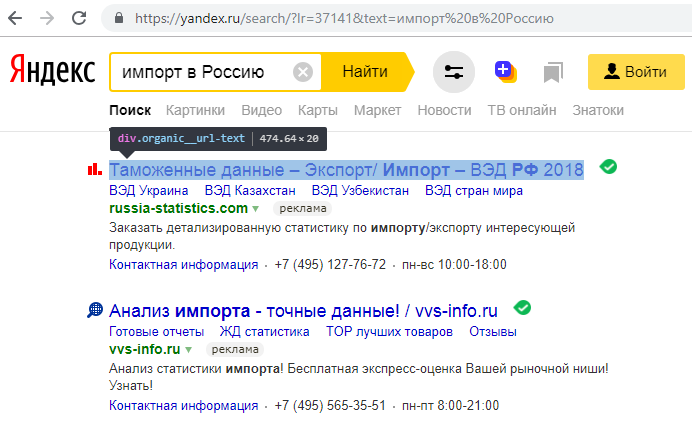 https://yandex.ru/search/?lr=37141&text=импорт%20в%20Россию
Яндекс импорт в Россию Найти Войти
Поиск Картинки Видео Карты Маркет Новости ТВ онлайн Знатоки
div.organic__url-text 474.64 × 20
Таможенные данные – Экспорт/ Импорт – ВЭД РФ 2018
ВЭД Украина ВЭД Казахстан ВЭД Узбекистан ВЭД стран мира
russia-statistics.com реклама
Заказать детализированную статистику по импорту/экспорту интересующей
продукции.
Контактная информация · +7 (495) 127-76-72 · пн-вс 10:00-18:00
Анализ импорта - точные данные! / vvs-info.ru
Готовые отчеты ЖД статистика TOP лучших товаров Отзывы
vvs-info.ru реклама
Анализ статистики импорта! Бесплатная экспресс-оценка Вашей рыночной ниши!
Узнать!
Контактная информация · +7 (495) 565-35-51 · пн-пт 8:00-21:00